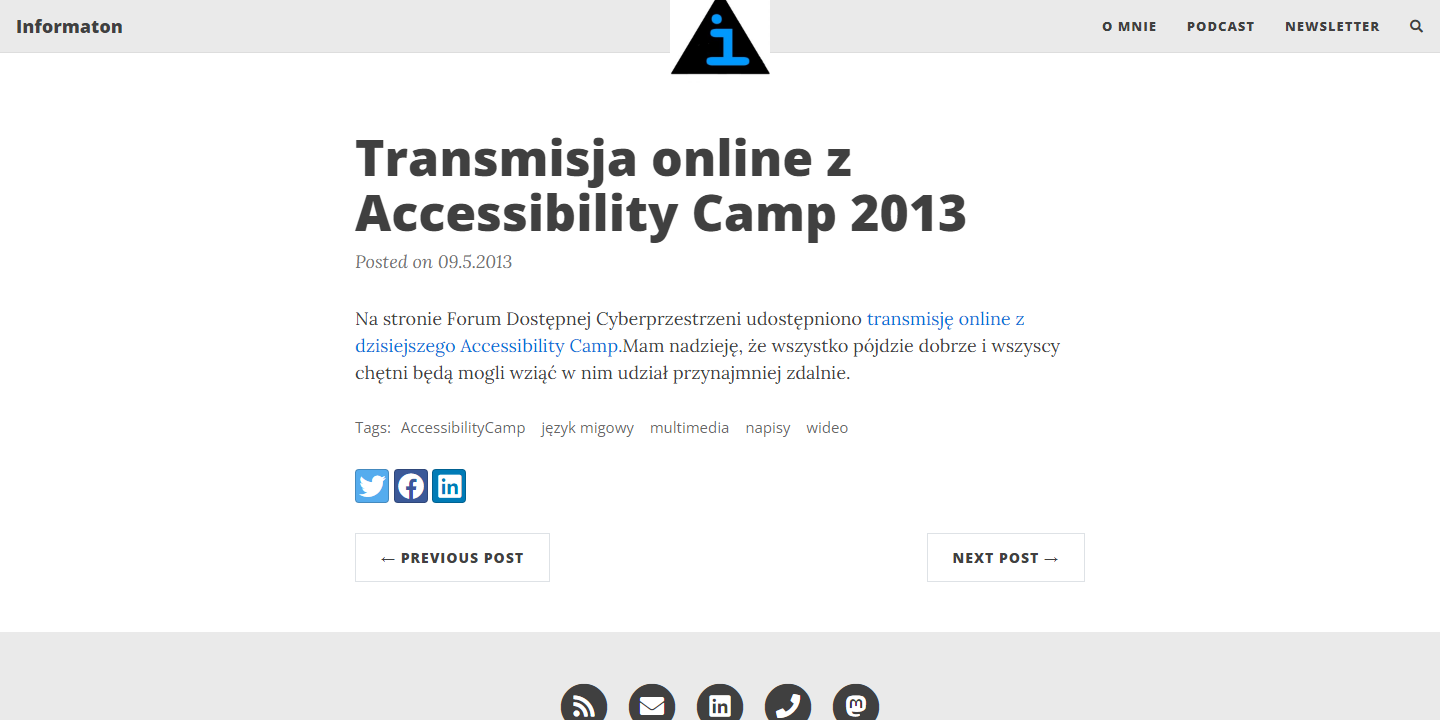 Informaton
i
O MNIE
PODCAST
NEWSLETTER
Transmisja online z
Accessibility Camp 2013
Posted on 09.5.2013
Na stronie Forum Dostępnej Cyberprzestrzeni udostępniono transmisję online z
dzisiejszego Accessibility Camp.Mam nadzieję, że wszystko pójdzie dobrze i wszyscy
chętni będą mogli wziąć w nim udział przynajmniej zdalnie.
Tags: AccessibilityCamp język migowy multimedia napisy wideo
← PREVIOUS POST
NEXT POST →